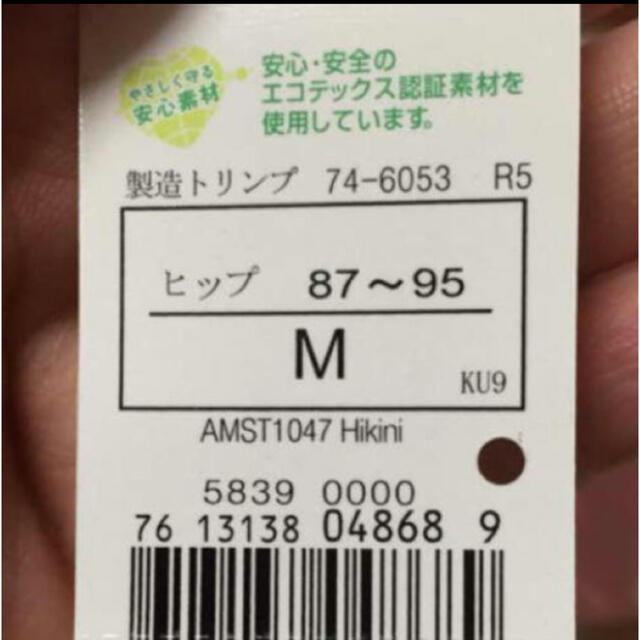 やさしく守る
安心素材
安心・安全の
エコテックス認証素材を
使用しています。
製造トリンプ 74-6053 R5
ヒップ 87～95
M
KU9
AMST1047 Hikini
5839 0000
76 13138 04868 9